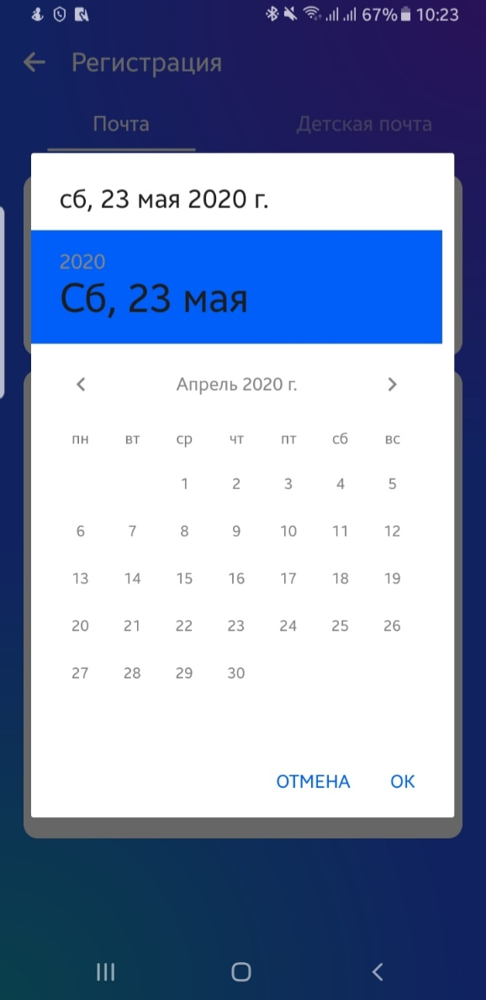 67% 10:23
Регистрация
Почта Детская почта
сб, 23 мая 2020 г.
2020
Сб, 23 мая
Апрель 2020 г.
пн вт ср чт пт сб вс
1 2 3 4 5
6 7 8 9 10 11 12
13 14 15 16 17 18 19
20 21 22 23 24 25 26
27 28 29 30
ОТМЕНА ОК